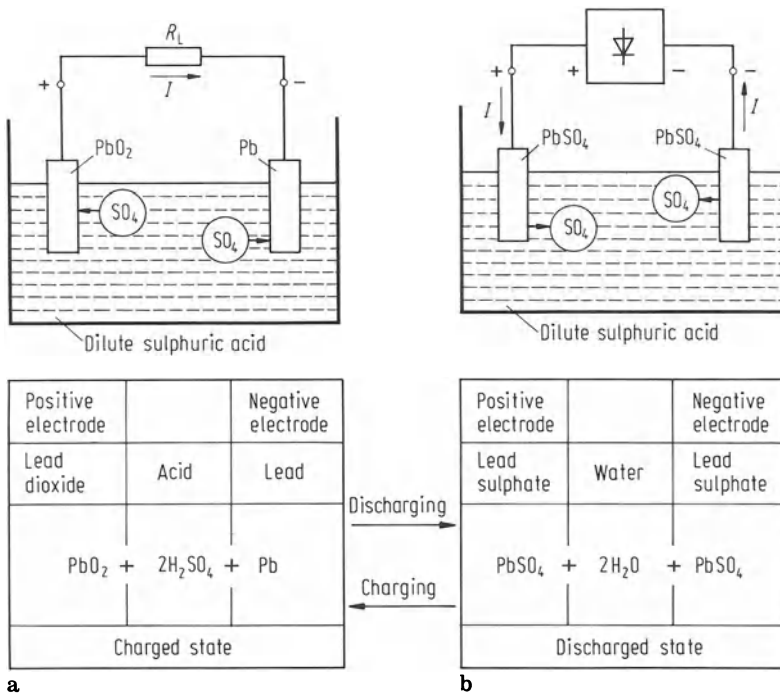 R_L
I
+
−
PbO₂
Pb
SO₄
SO₄
Dilute sulphuric acid
Positive
electrode
Negative
electrode
Lead
dioxide
Acid
Lead
PbO₂ + 2H₂SO₄ + Pb
Charged state
a
Discharging
Charging
+
−
+
−
I
I
PbSO₄
PbSO₄
SO₄
SO₄
Dilute sulphuric acid
Positive
electrode
Negative
electrode
Lead
sulphate
Water
Lead
sulphate
PbSO₄ + 2H₂O + PbSO₄
Discharged state
b